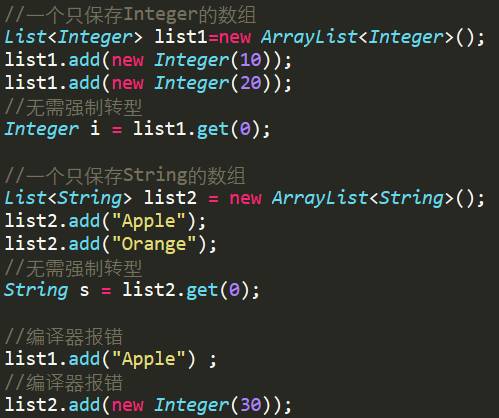 //一个只保存Integer的数组
List<Integer> list1=new ArrayList<Integer>();
list1.add(new Integer(10));
list1.add(new Integer(20));
//无需强制转型
Integer i = list1.get(0);
//一个只保存String的数组
List<String> list2 = new ArrayList<String>();
list2.add("Apple");
list2.add("Orange");
//无需强制转型
String s = list2.get(0);
//编译器报错
list1.add("Apple") ;
//编译器报错
list2.add(new Integer(30));